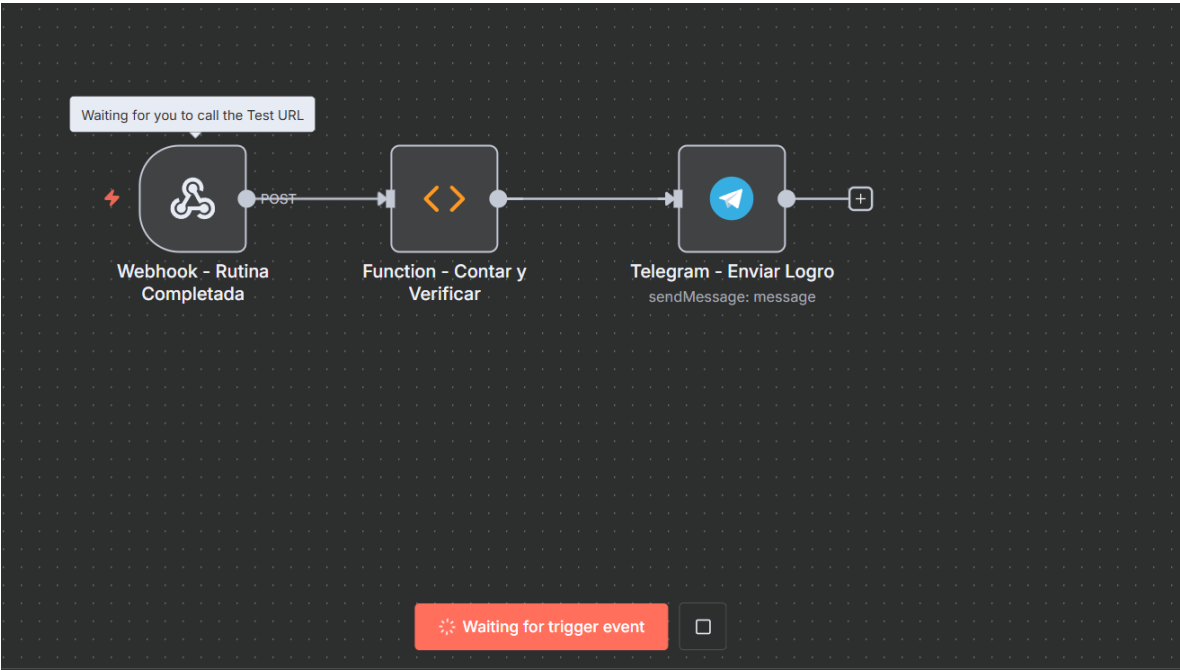 Waiting for you to call the Test URL
POST
Webhook - Rutina
Completada
Function - Contar y
Verificar
Telegram - Enviar Logro
sendMessage: message
Waiting for trigger event